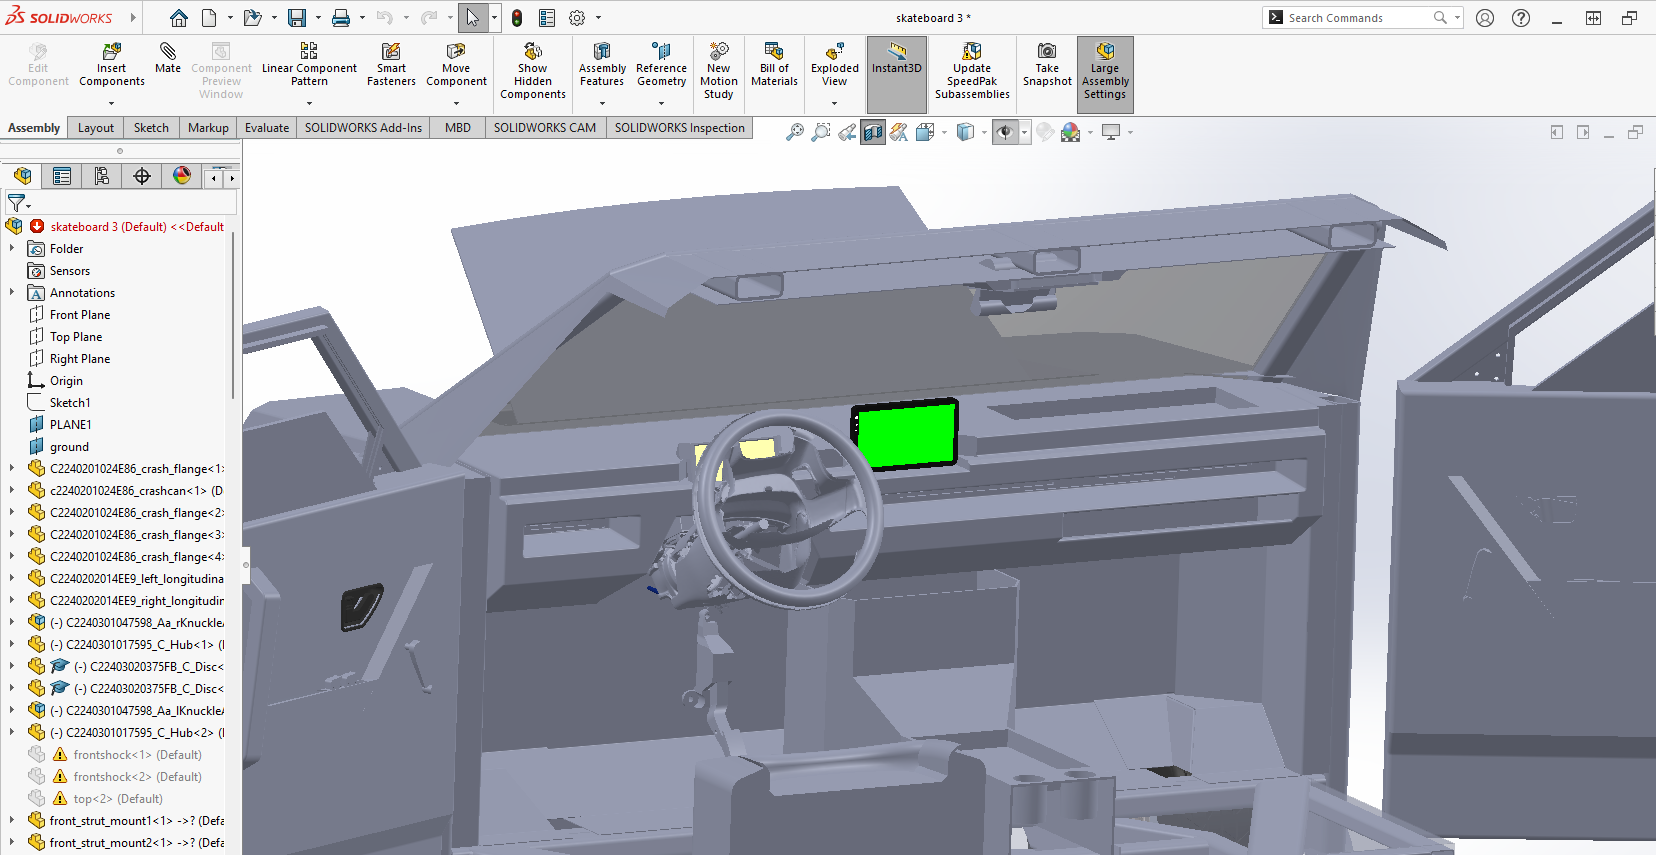 SOLIDWORKS
skateboard 3 *
Search Commands
Edit
Component
Insert
Components
Mate
Component
Preview
Window
Linear Component
Pattern
Smart
Fasteners
Move
Component
Show
Hidden
Components
Assembly
Features
Reference
Geometry
New
Motion
Study
Bill of
Materials
Exploded
View
Instant3D
Update
SpeedPak
Subassemblies
Take
Snapshot
Large
Assembly
Settings
Assembly
Layout
Sketch
Markup
Evaluate
SOLIDWORKS Add-Ins
MBD
SOLIDWORKS CAM
SOLIDWORKS Inspection
skateboard 3 (Default) <<Default
Folder
Sensors
Annotations
Front Plane
Top Plane
Right Plane
Origin
Sketch1
PLANE1
ground
C2240201024E86_crash_flange<1>
c2240201024E86_crashcan<1> (D
C2240201024E86_crash_flange<2>
C2240201024E86_crash_flange<3>
C2240201024E86_crash_flange<4>
C2240202014EE9_left_longitudina
C2240202014EE9_right_longitudin
(-) C2240301047598_Aa_rKnuckle
(-) C2240301017595_C_Hub<1> (
(-) C22403020375FB_C_Disc<
(-) C22403020375FB_C_Disc<
(-) C2240301047598_Aa_lKnuckle
(-) C2240301017595_C_Hub<2> (
frontshock<1> (Default)
frontshock<2> (Default)
top<2> (Default)
front_strut_mount1<1> ->? (Defa
front_strut_mount2<1> ->? (Defa